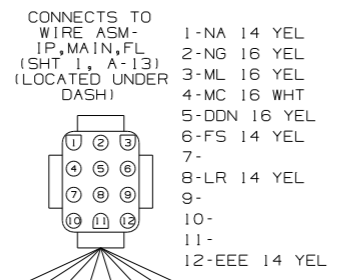 CONNECTS TO
WIRE ASM-
IP,MAIN,FL
(SHT 1, A-13)
(LOCATED UNDER
DASH)
1-NA 14 YEL
2-NG 16 YEL
3-ML 16 YEL
4-MC 16 WHT
5-DDN 16 YEL
6-FS 14 YEL
7-
8-LR 14 YEL
9-
10-
11-
12-EEE 14 YEL
1 2 3
4 5 6
7 8 9
10 11 12